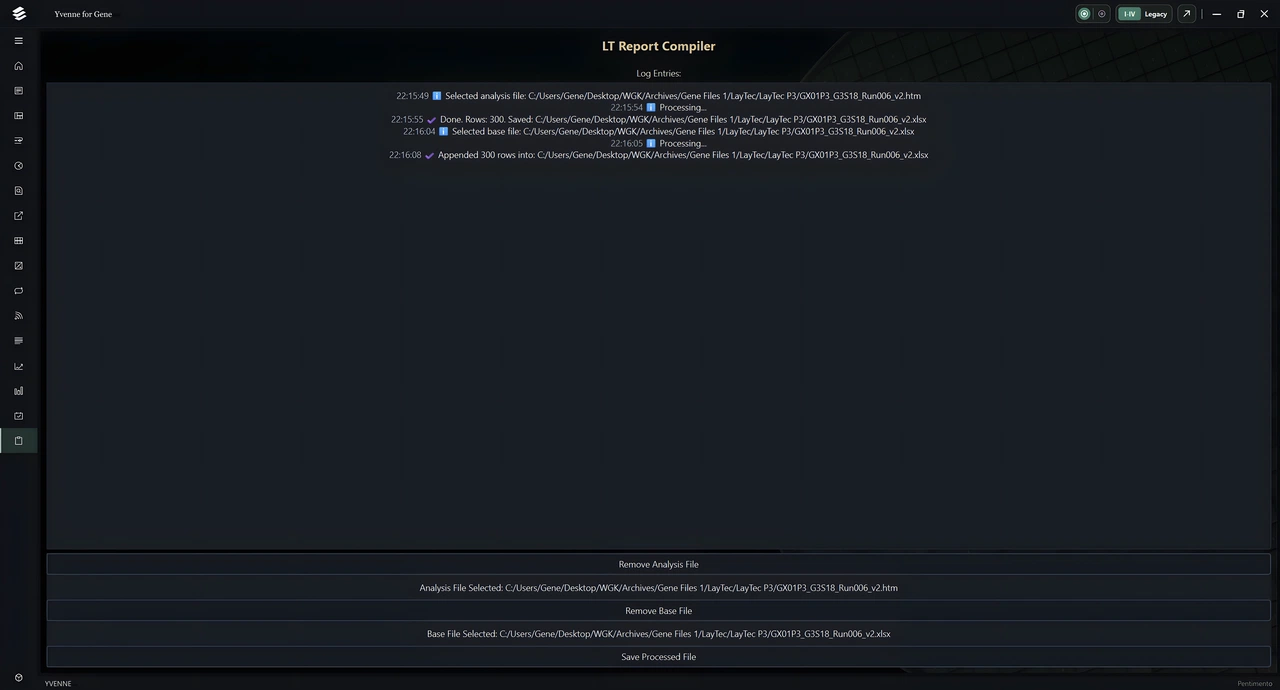 Yvenne for Gene
I-IV Legacy
LT Report Compiler
Log Entries:
22:15:49 Selected analysis file: C:/Users/Gene/Desktop/WGK/Archives/Gene Files 1/LayTec/LayTec P3/GX01P3_G3S18_Run006_v2.htm
22:15:54 Processing...
22:15:55 Done. Rows: 300. Saved: C:/Users/Gene/Desktop/WGK/Archives/Gene Files 1/LayTec/LayTec P3/GX01P3_G3S18_Run006_v2.xlsx
22:16:04 Selected base file: C:/Users/Gene/Desktop/WGK/Archives/Gene Files 1/LayTec/LayTec P3/GX01P3_G3S18_Run006_v2.xlsx
22:16:05 Processing...
22:16:08 Appended 300 rows into: C:/Users/Gene/Desktop/WGK/Archives/Gene Files 1/LayTec/LayTec P3/GX01P3_G3S18_Run006_v2.xlsx
Remove Analysis File
Analysis File Selected: C:/Users/Gene/Desktop/WGK/Archives/Gene Files 1/LayTec/LayTec P3/GX01P3_G3S18_Run006_v2.htm
Remove Base File
Base File Selected: C:/Users/Gene/Desktop/WGK/Archives/Gene Files 1/LayTec/LayTec P3/GX01P3_G3S18_Run006_v2.xlsx
Save Processed File
YVENNE
Pentimento